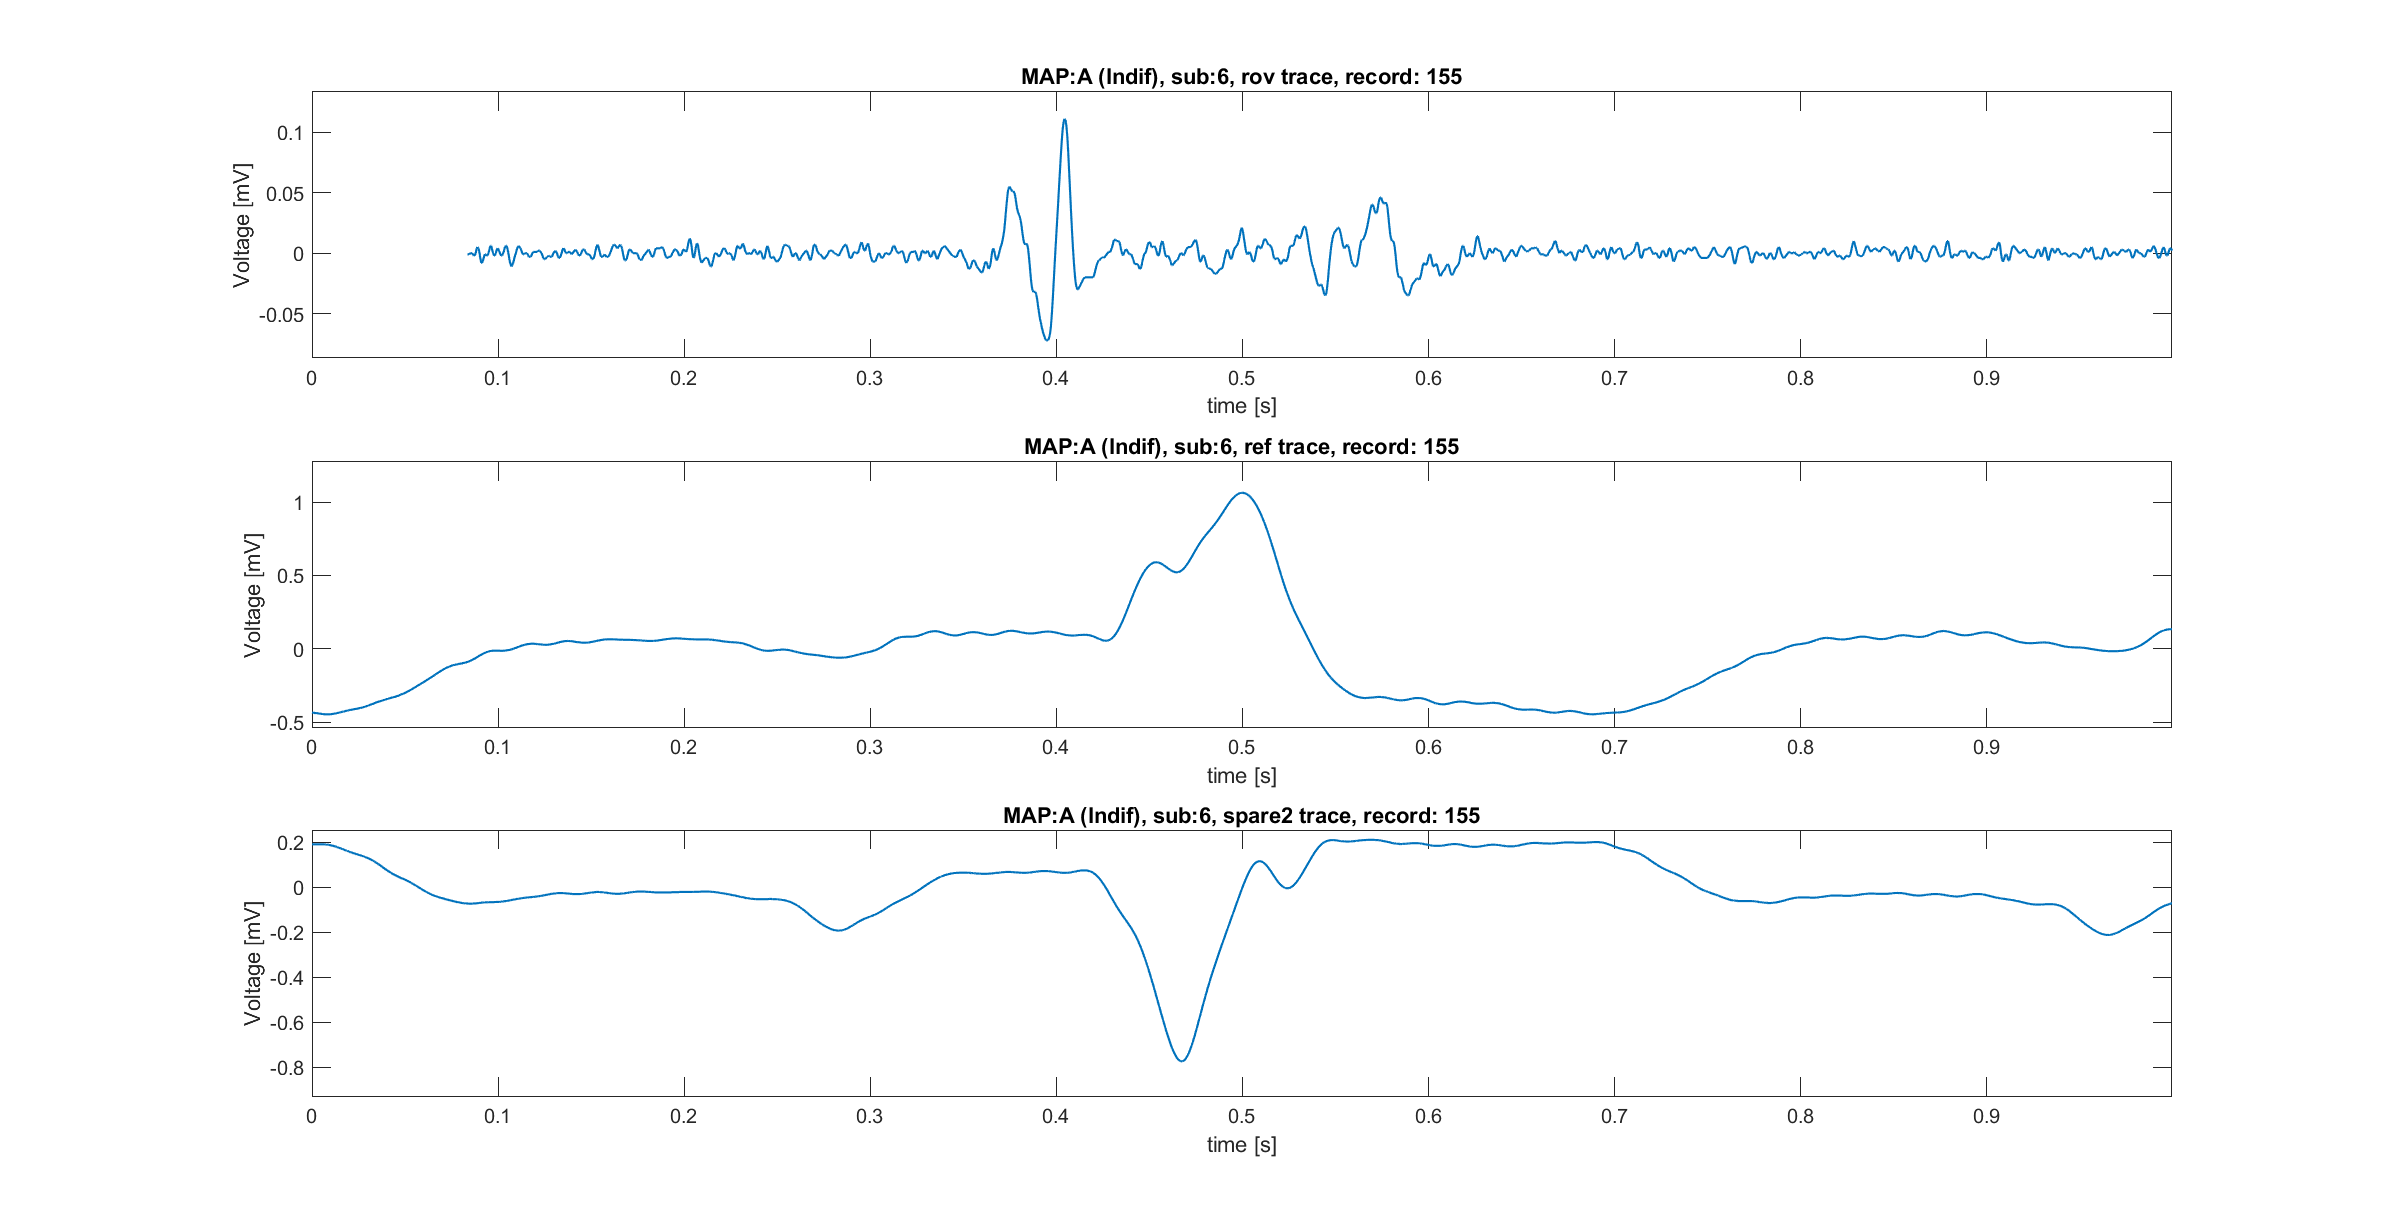 MAP:A (Indif), sub:6, rov trace, record: 155
Voltage [mV]
0.1
0.05
0
-0.05
0 0.1 0.2 0.3 0.4 0.5 0.6 0.7 0.8 0.9
time [s]
MAP:A (Indif), sub:6, ref trace, record: 155
Voltage [mV]
1
0.5
0
-0.5
0 0.1 0.2 0.3 0.4 0.5 0.6 0.7 0.8 0.9
time [s]
MAP:A (Indif), sub:6, spare2 trace, record: 155
Voltage [mV]
0.2
0
-0.2
-0.4
-0.6
-0.8
0 0.1 0.2 0.3 0.4 0.5 0.6 0.7 0.8 0.9
time [s]